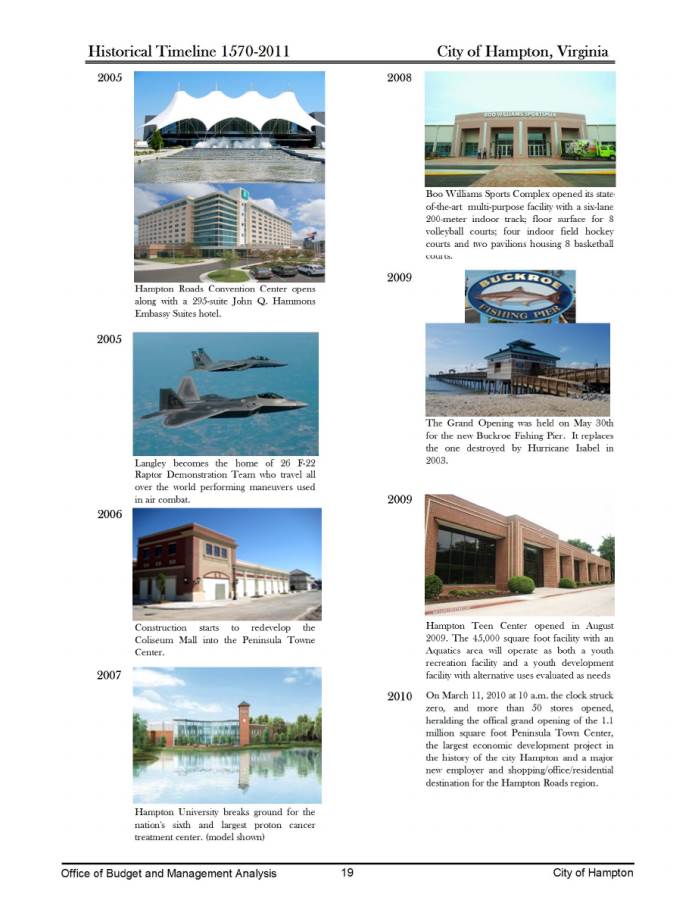 Historical Timeline 1570-2011
City of Hampton, Virginia
2005
Hampton Roads Convention Center opens
along with a 295-suite John Q. Hammons
Embassy Suites hotel.
2005
Langley becomes the home of 26 F-22
Raptor Demonstration Team who travel all
over the world performing maneuvers used
in air combat.
2006
Construction starts to redevelop the
Coliseum Mall into the Peninsula Towne
Center.
2007
Hampton University breaks ground for the
nation's sixth and largest proton cancer
treatment center. (model shown)
2008
BOO WILLIAMS SPORTSPLEX
Boo Williams Sports Complex opened its state-
of-the-art multi-purpose facility with a six-lane
200-meter indoor track; floor surface for 8
volleyball courts; four indoor field hockey
courts and two pavilions housing 8 basketball
courts.
2009
BUCKROE
FISHING PIER
The Grand Opening was held on May 30th
for the new Buckroe Fishing Pier. It replaces
the one destroyed by Hurricane Isabel in
2003.
2009
Hampton Teen Center opened in August
2009. The 45,000 square foot facility with an
Aquatics area will operate as both a youth
recreation facility and a youth development
facility with alternative uses evaluated as needs
2010
On March 11, 2010 at 10 a.m. the clock struck
zero, and more than 50 stores opened,
heralding the offical grand opening of the 1.1
million square foot Peninsula Town Center,
the largest economic development project in
the history of the city Hampton and a major
new employer and shopping/office/residential
destination for the Hampton Roads region.
Office of Budget and Management Analysis
19
City of Hampton